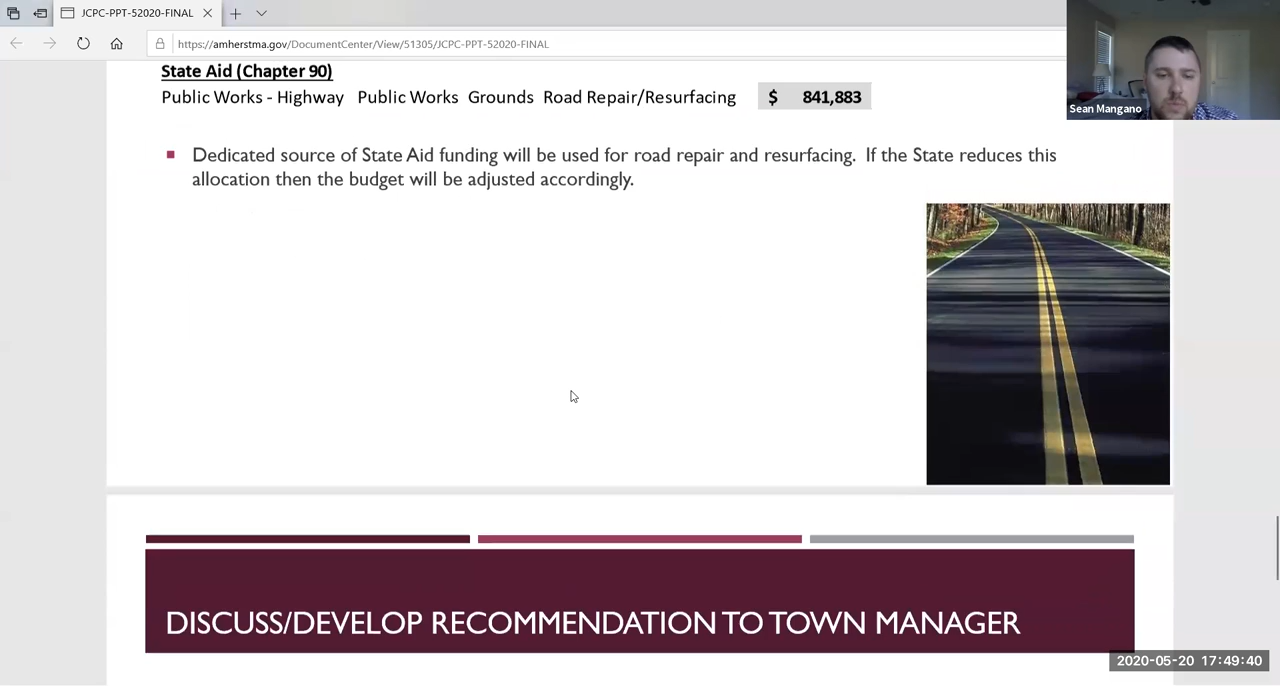 JCPC-PPT-52020-FINAL
https://amherstma.gov/DocumentCenter/View/51305/JCPC-PPT-52020-FINAL
Sean Mangano
State Aid (Chapter 90)
Public Works - Highway Public Works Grounds Road Repair/Resurfacing $ 841,883
Dedicated source of State Aid funding will be used for road repair and resurfacing. If the State reduces this
allocation then the budget will be adjusted accordingly.
DISCUSS/DEVELOP RECOMMENDATION TO TOWN MANAGER
2020-05-20 17:49:40